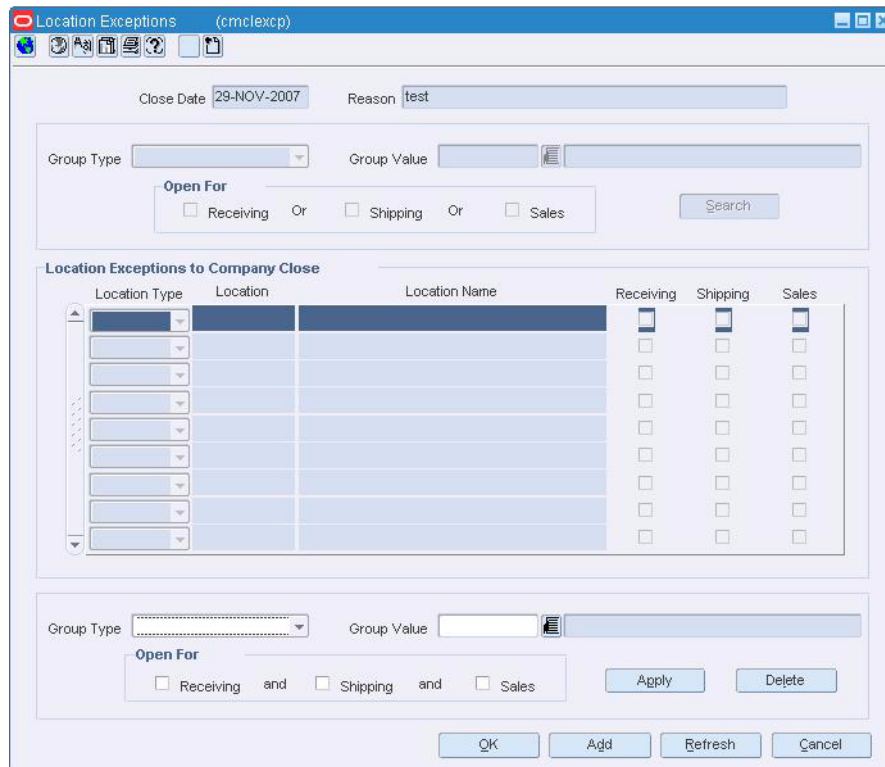 Location Exceptions (cmclexcp)
Close Date 29-NOV-2007 Reason test
Group Type Group Value
Open For
Receiving Or Shipping Or Sales
Search
Location Exceptions to Company Close
Location Type Location Location Name Receiving Shipping Sales
Group Type Group Value
Open For
Receiving and Shipping and Sales
Apply Delete
OK Add Refresh Cancel